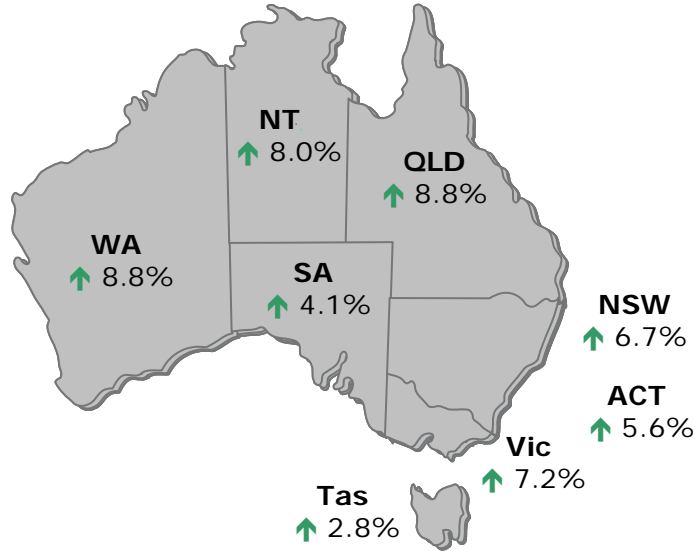 NT
8.0%
QLD
8.8%
WA
8.8%
SA
4.1%
NSW
6.7%
ACT
5.6%
Vic
7.2%
Tas
2.8%